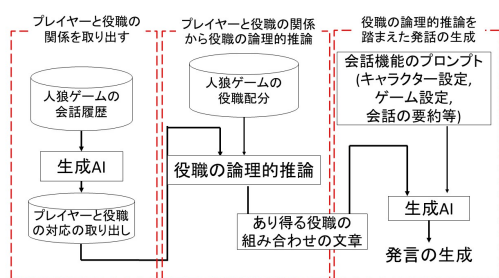 プレイヤーと役職の
関係を取り出す
人狼ゲームの
会話履歴
生成AI
プレイヤーと役職
の対応の取り出し
プレイヤーと役職の関係
から役職の論理的推論
人狼ゲームの
役職配分
役職の論理的推論
あり得る役職の
組み合わせの文章
役職の論理的推論を
踏まえた発話の生成
会話機能のプロンプト
(キャラクター設定,
ゲーム設定,
会話の要約等)
生成AI
発言の生成